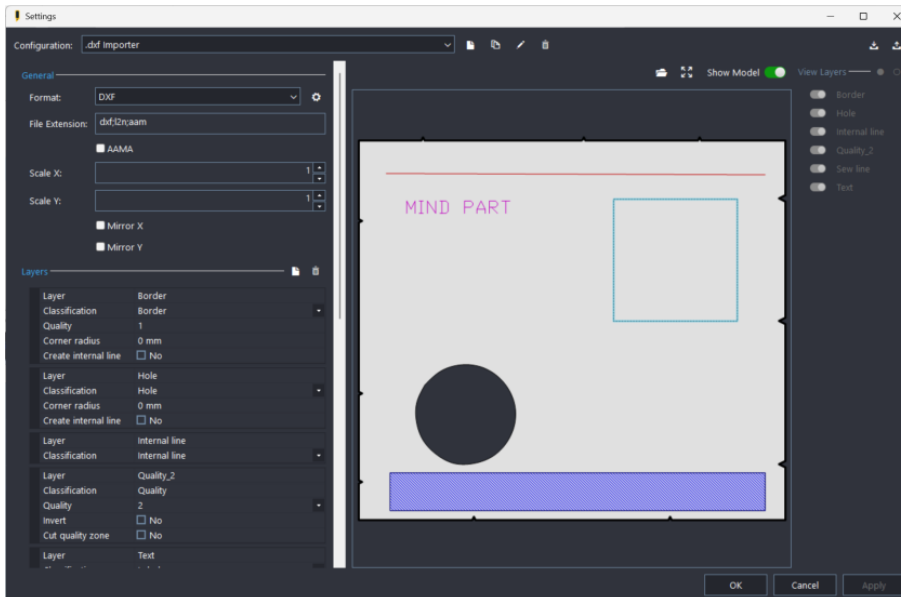 Settings
Configuration: .dxf Importer
General
Format: DXF
File Extension: dxf;l2n;aam
AAMA
Scale X: 1
Scale Y: 1
Mirror X
Mirror Y
Layers
Layer Border
Classification Border
Quality 1
Corner radius 0 mm
Create internal line No
Layer Hole
Classification Hole
Corner radius 0 mm
Create internal line No
Layer Internal line
Classification Internal line
Layer Quality_2
Classification Quality
Quality 2
Invert No
Cut quality zone No
Layer Text
Show Model
MIND PART
View Layers
Border
Hole
Internal line
Quality_2
Sew line
Text
OK Cancel Apply